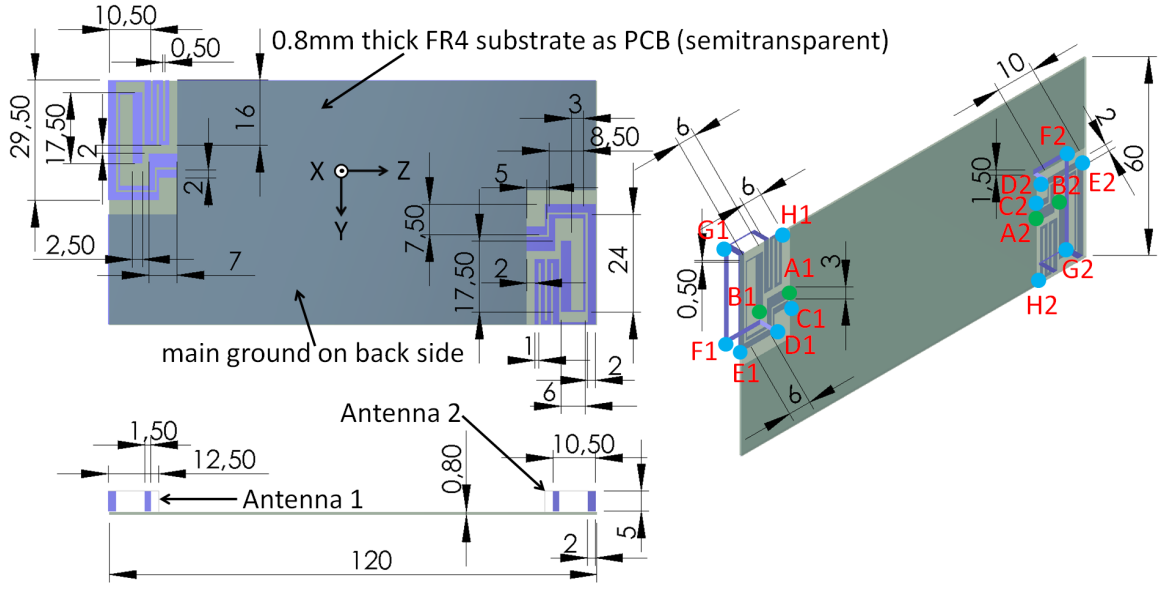 10,50
0.8mm thick FR4 substrate as PCB (semitransparent)
0,50
29,50
17,50
2
16
2
2,50
7
X
Z
Y
main ground on back side
3
8,50
5
7,50
17,50
2
24
1
2
6
10
6
6
2
60
1,50
F2
E2
D2
B2
C2
A2
G2
H2
G1
H1
A1
B1
C1
D1
F1
E1
0,50
3
6
Antenna 2
1,50
12,50
Antenna 1
0,80
10,50
5
2
120